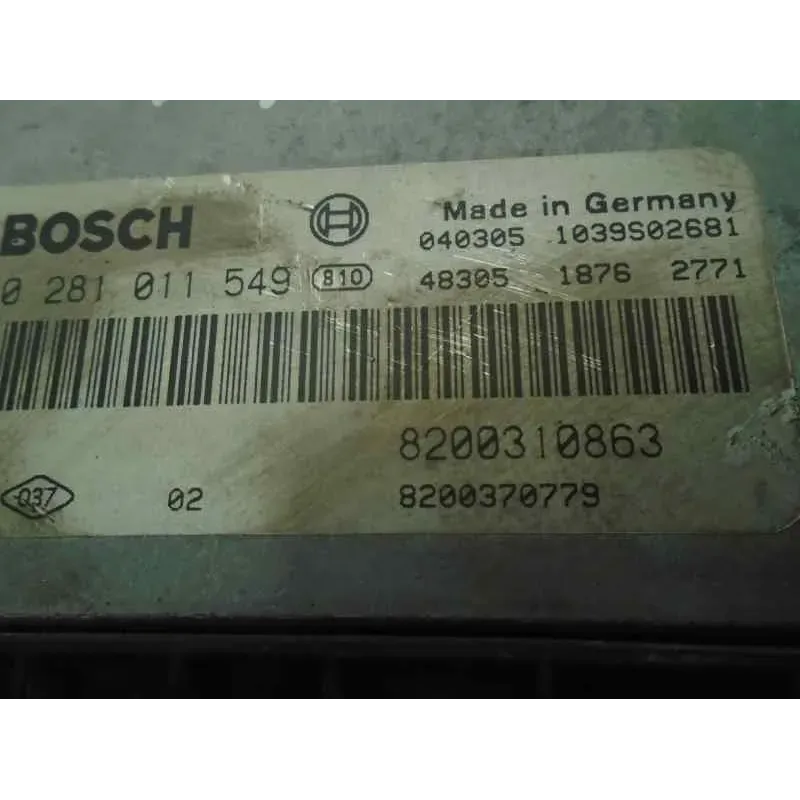 BOSCH
Made in Germany
040305 1039S02681
0 281 011 549 810 48305 1876 2771
8200310863
037 02 8200370779